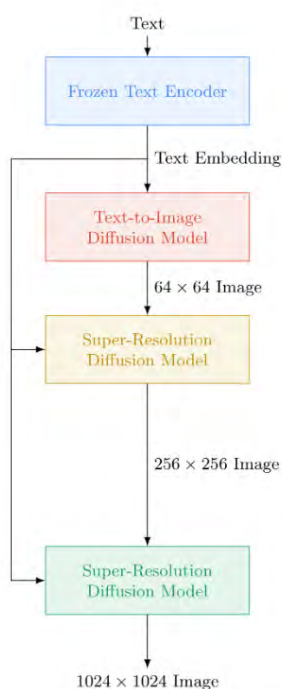 Text
Frozen Text Encoder
Text Embedding
Text-to-Image
Diffusion Model
64 × 64 Image
Super-Resolution
Diffusion Model
256 × 256 Image
Super-Resolution
Diffusion Model
1024 × 1024 Image